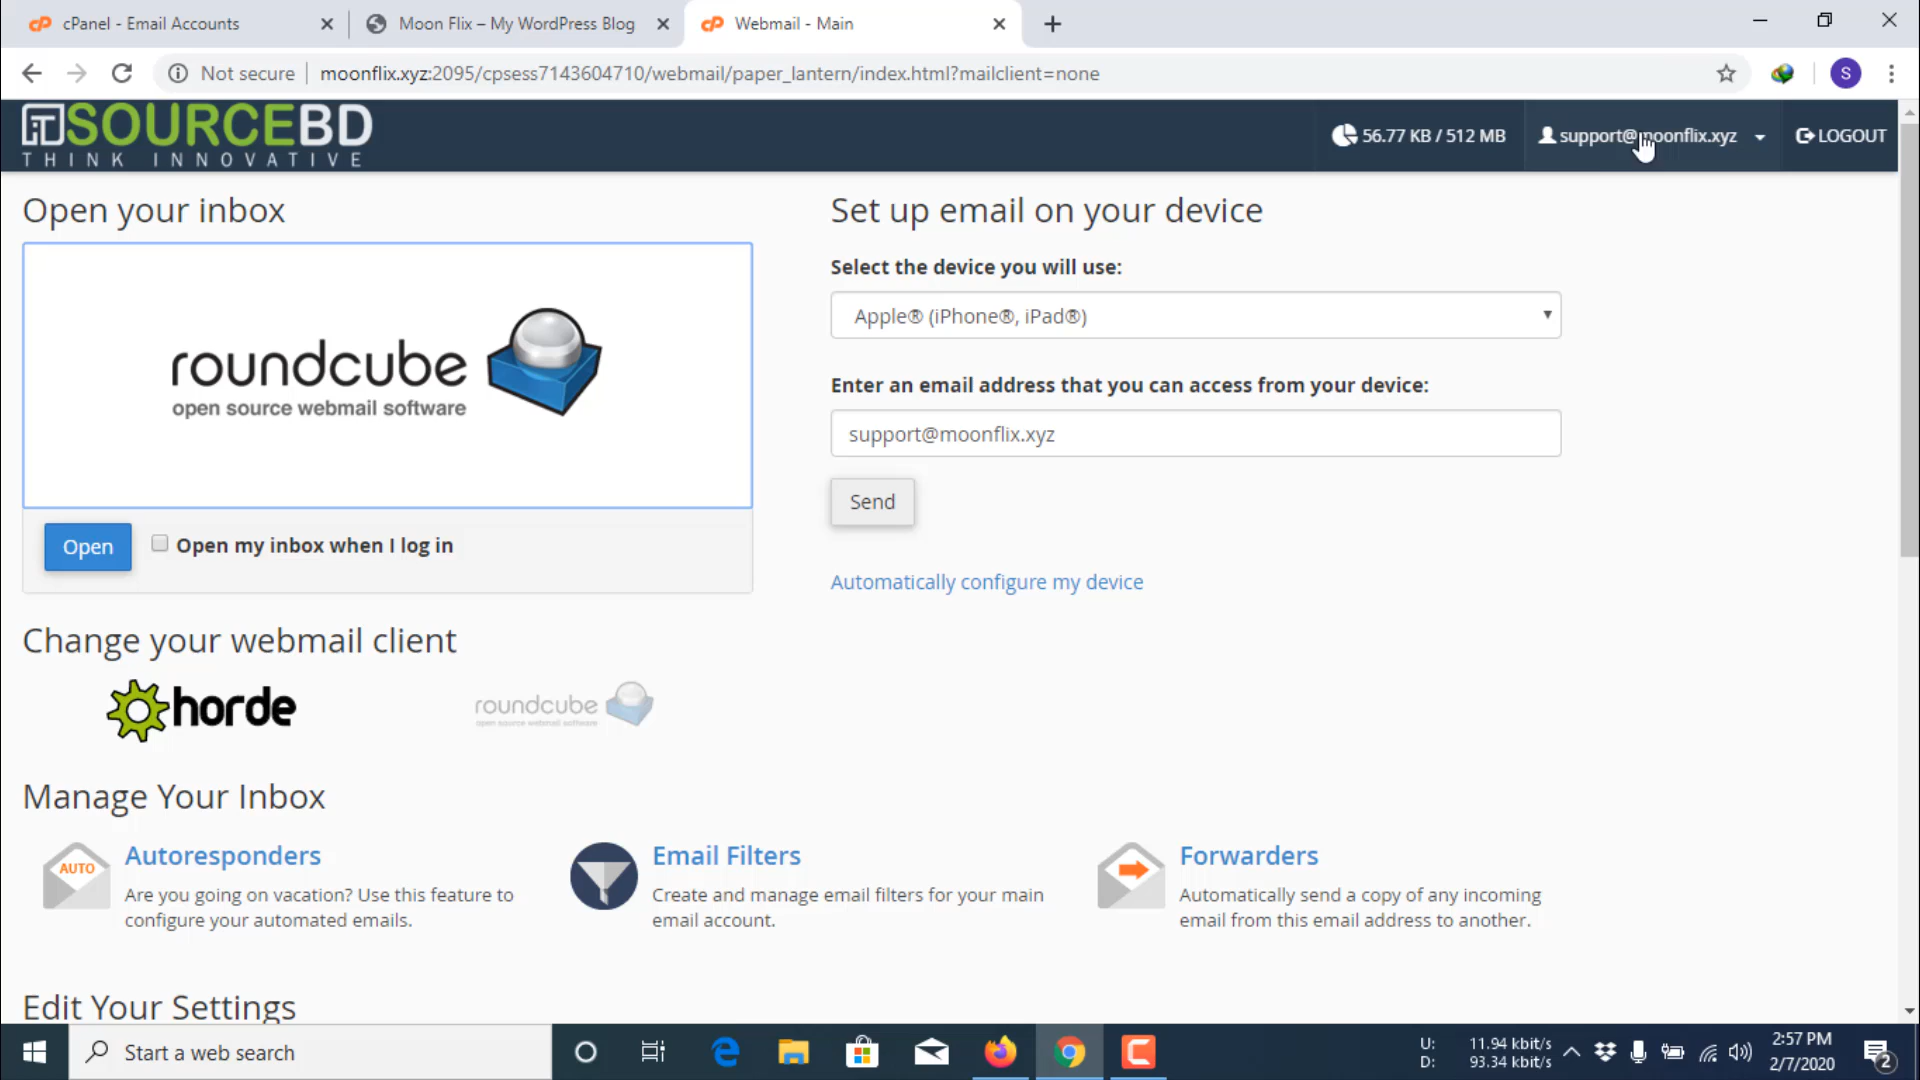 cPanel - Email Accounts
Moon Flix – My WordPress Blog
Webmail - Main
Not secure
moonflix.xyz:2095/cpsess7143604710/webmail/paper_lantern/index.html?mailclient=none
S
iTSOURCEBD
THINK INNOVATIVE
56.77 KB / 512 MB
support@moonflix.xyz
LOGOUT
Open your inbox
Set up email on your device
Select the device you will use:
Apple® (iPhone®, iPad®)
roundcube
open source webmail software
Enter an email address that you can access from your device:
support@moonflix.xyz
Send
Open
Open my inbox when I log in
Automatically configure my device
Change your webmail client
horde
roundcube
open source webmail software
Manage Your Inbox
AUTO
Autoresponders
Are you going on vacation? Use this feature to
configure your automated emails.
Email Filters
Create and manage email filters for your main
email account.
Forwarders
Automatically send a copy of any incoming
email from this email address to another.
Edit Your Settings
Start a web search
U: 11.94 kbit/s
D: 93.34 kbit/s
2:57 PM
2/7/2020
2